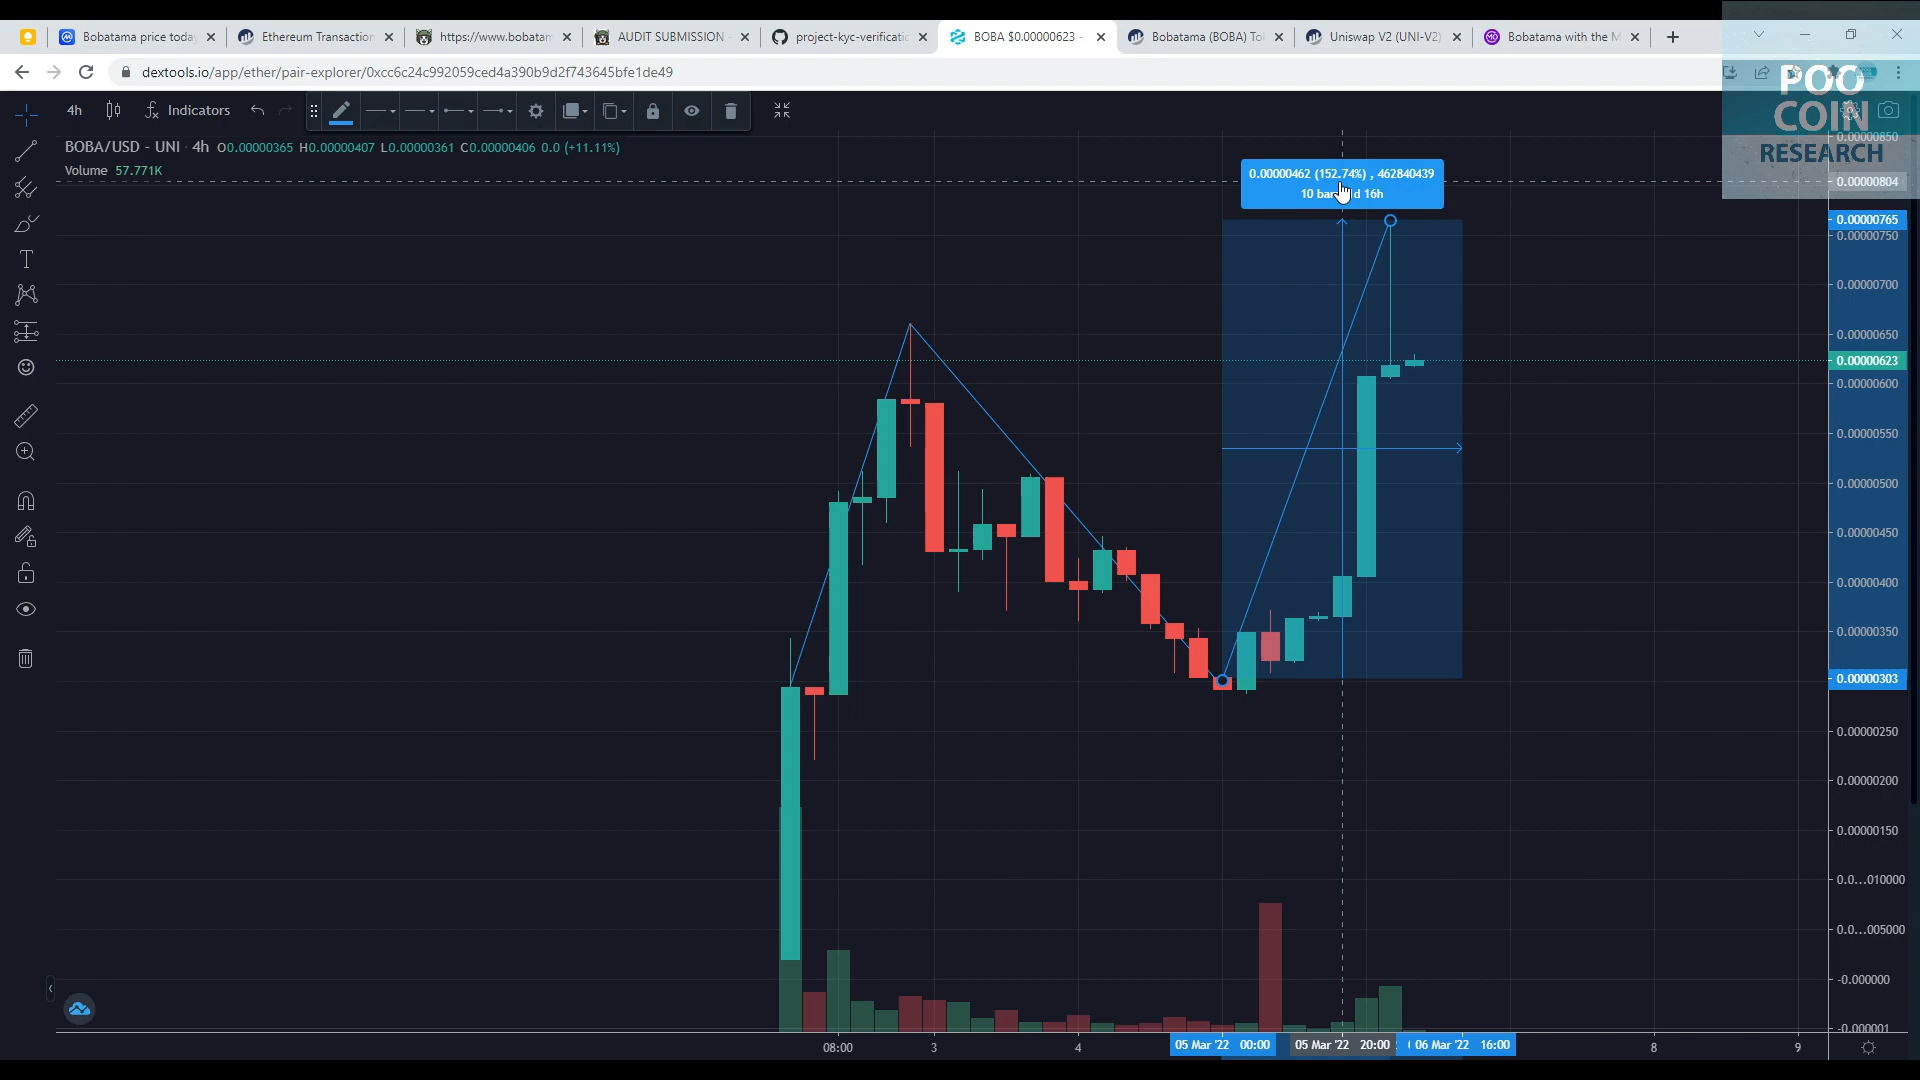 Bobatama price today
Ethereum Transaction
https://www.bobatam
AUDIT SUBMISSION -
project-kyc-verificatio
BOBA $0.00000623 -
Bobatama (BOBA) To
Uniswap V2 (UNI-V2)
Bobatama with the M
dextools.io/app/ether/pair-explorer/0xcc6c24c992059ced4a390b9d2f743645bfe1de49
POO
COIN
RESEARCH
4h
Indicators
BOBA/USD - UNI 4h O0.00000365 H0.00000407 L0.00000361 C0.00000406 0.0 (+11.11%)
Volume 57.771K
0.00000462 (152.74%) , 462840439
10 bar d 16h
0.00000850
0.00000804
0.00000765
0.00000750
0.00000700
0.00000650
0.00000623
0.00000600
0.00000550
0.00000500
0.00000450
0.00000400
0.00000350
0.00000303
0.00000250
0.00000200
0.00000150
0.0...010000
0.0...005000
-0.000000
-0.000001
08:00
3
4
05 Mar '22 00:00
05 Mar '22 20:00
06 Mar '22 16:00
8
9